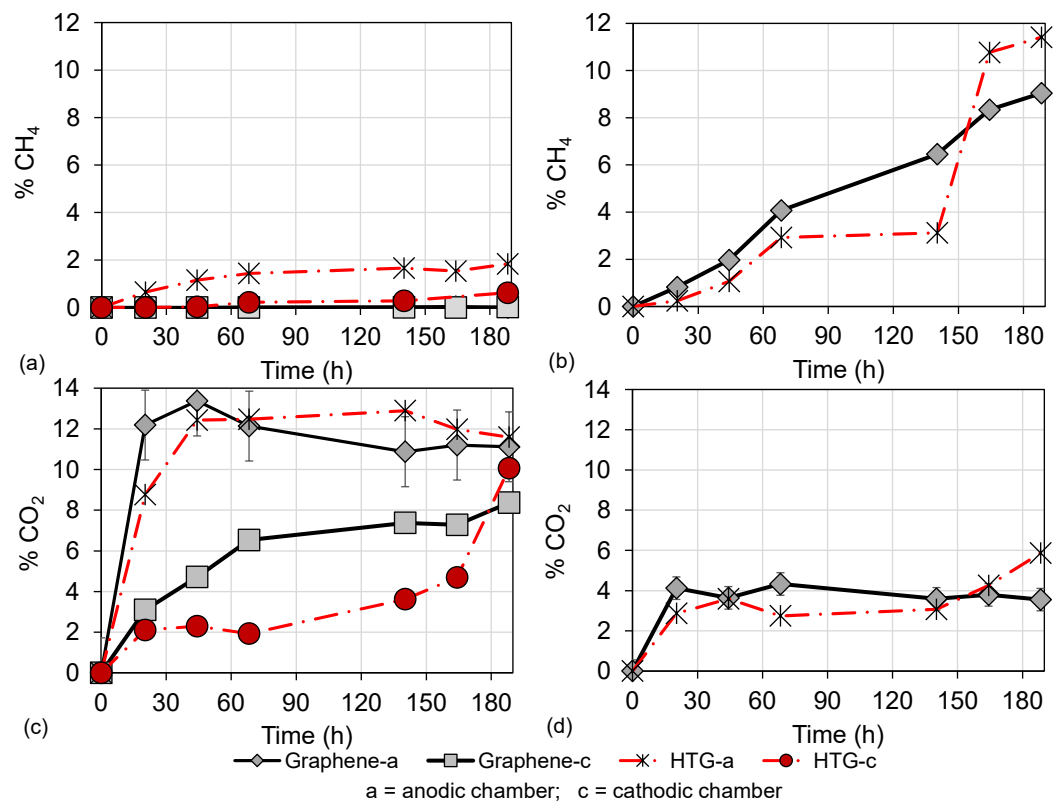 12
10
8
6
4
2
0
% CH4
0 30 60 90 120 150 180
Time (h)
(a)
12
10
8
6
4
2
0
% CH4
0 30 60 90 120 150 180
Time (h)
(b)
14
12
10
8
6
4
2
0
% CO2
0 30 60 90 120 150 180
Time (h)
(c)
14
12
10
8
6
4
2
0
% CO2
0 30 60 90 120 150 180
Time (h)
(d)
Graphene-a Graphene-c HTG-a HTG-c
a = anodic chamber; c = cathodic chamber